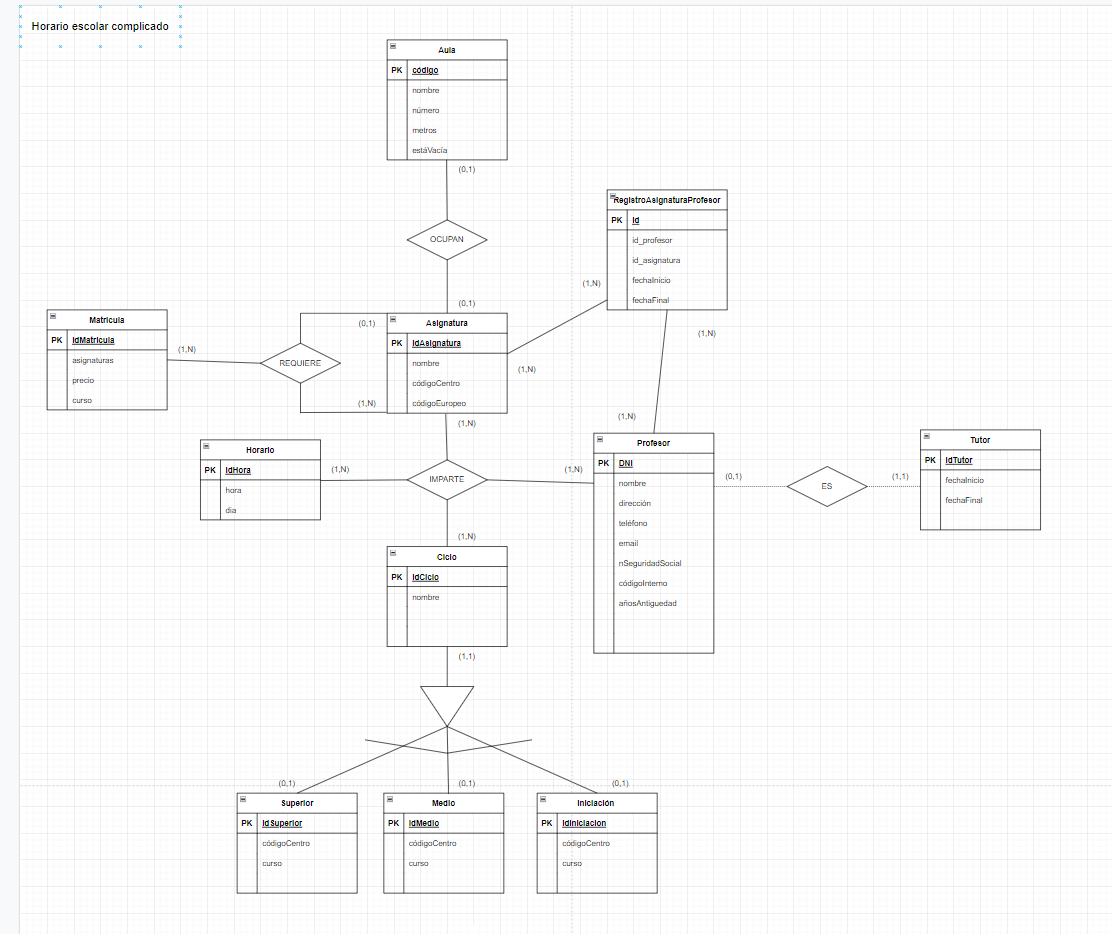 Horario escolar complicado
Aula
PK código
nombre
número
metros
estáVacía
(0,1)
OCUPAN
(0,1)
RegistroAsignaturaProfesor
PK Id
id_profesor
id_asignatura
fechaInicio
fechaFinal
(1,N)
(1,N)
(1,N)
(1,N)
Matricula
PK IdMatricula
asignaturas
precio
curso
(1,N)
REQUIERE
(0,1)
(1,N)
Asignatura
PK IdAsignatura
nombre
códigoCentro
códigoEuropeo
(1,N)
Horario
PK IdHora
hora
dia
(1,N)
IMPARTE
(1,N)
(1,N)
Profesor
PK DNI
nombre
dirección
teléfono
email
nSeguridadSocial
códigoInterno
añosAntiguedad
(0,1)
ES
(1,1)
Tutor
PK IdTutor
fechaInicio
fechaFinal
Ciclo
PK IdCiclo
nombre
(1,1)
(0,1)
(0,1)
(0,1)
Superior
PK IdSuperior
códigoCentro
curso
Medio
PK IdMedio
códigoCentro
curso
Iniciación
PK IdIniciacion
códigoCentro
curso